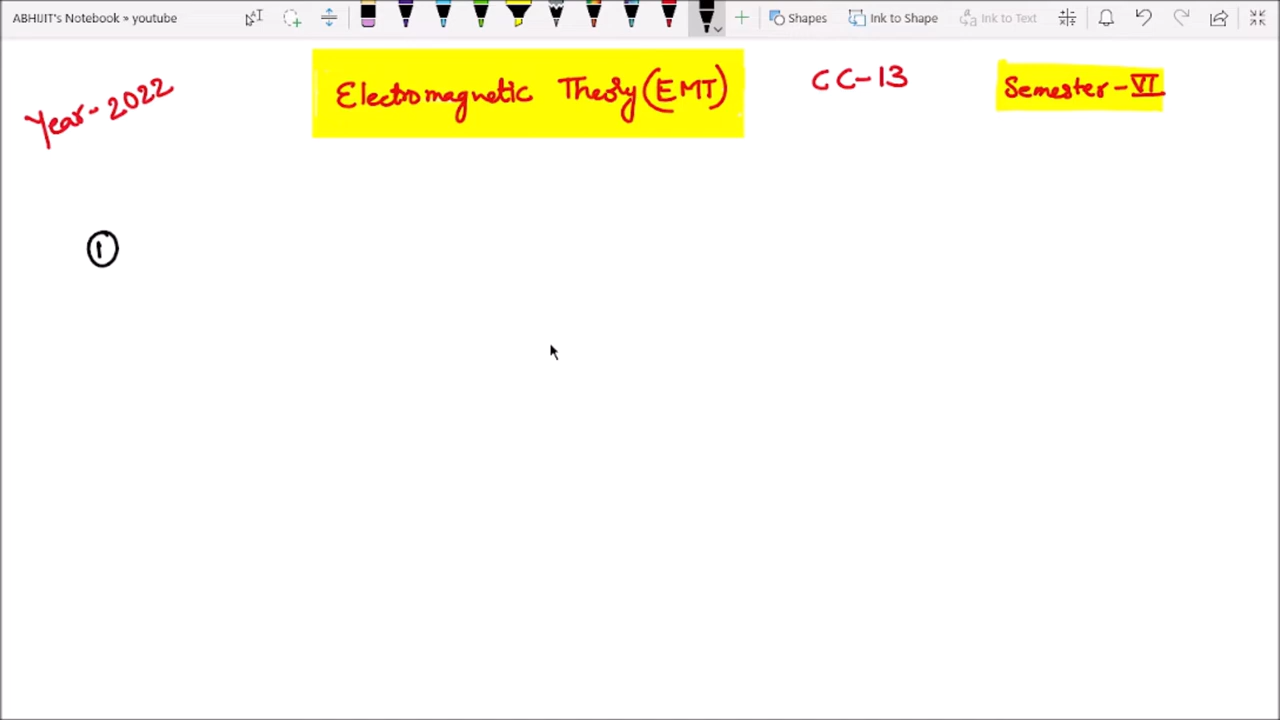 ABHIJIT's Notebook » youtube
Shapes
Ink to Shape
Ink to Text
Electromagnetic Theory (EMT)
CC-13
Semester - VI
Year - 2022
1